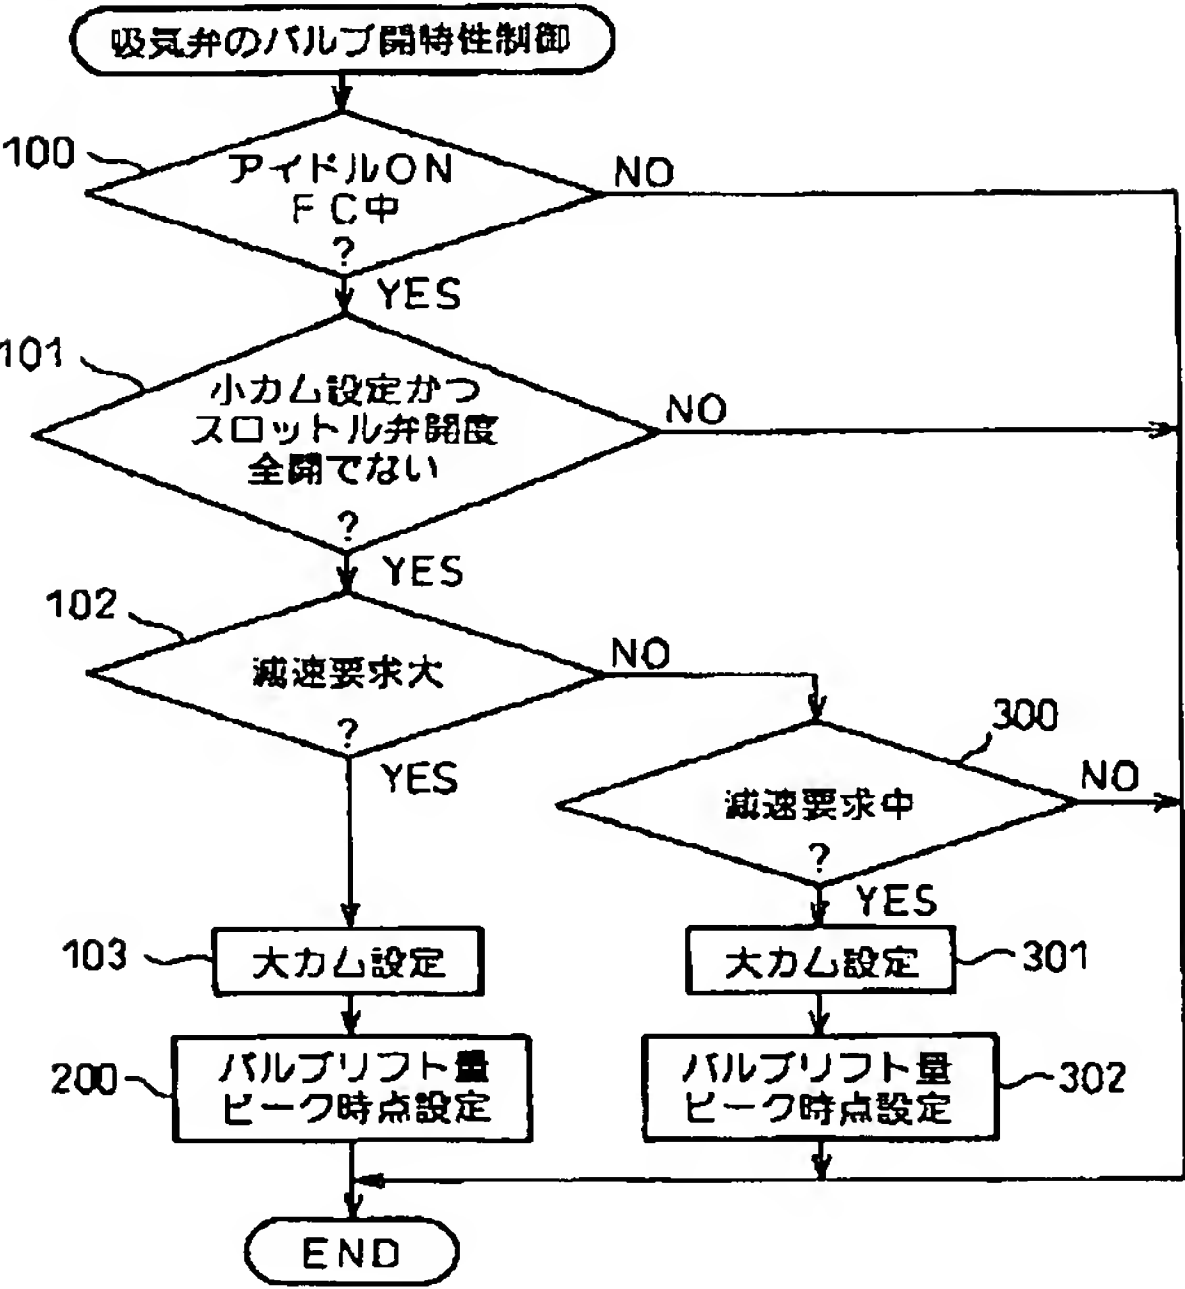 吸気弁のバルブ開特性制御
100
アイドルON
FC中
?
NO
YES
101
小カム設定かつ
スロットル弁開度
全開でない
?
NO
YES
102
減速要求大
?
NO
YES
300
減速要求中
?
NO
YES
103
大カム設定
大カム設定
301
200
バルブリフト量
ピーク時点設定
バルブリフト量
ピーク時点設定
302
END